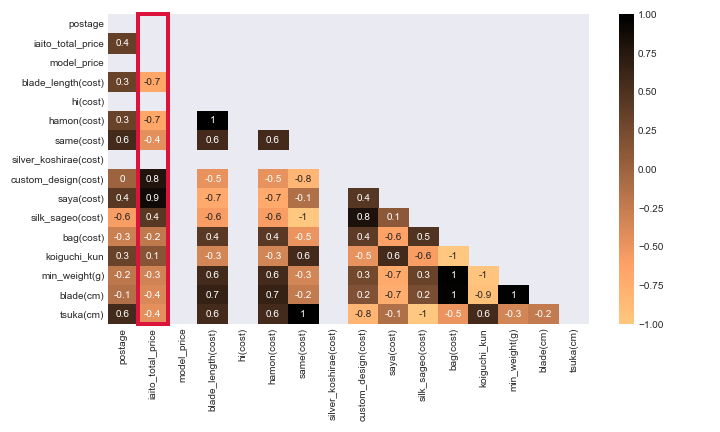 postage
iaito_total_price 0.4
model_price
blade_length(cost) 0.3 -0.7
hi(cost)
hamon(cost) 0.3 -0.7 1
same(cost) 0.6 -0.4 0.6 0.6
silver_koshirae(cost)
custom_design(cost) 0 0.8 -0.5 -0.5 -0.8
saya(cost) 0.4 0.9 -0.7 -0.7 -0.1 0.4
silk_sageo(cost) -0.6 0.4 -0.6 -0.6 -1 0.8 0.1
bag(cost) -0.3 -0.2 0.4 0.4 -0.5 0.4 -0.6 0.5
koiguchi_kun 0.3 0.1 -0.3 -0.3 0.6 -0.5 0.6 -0.6 -1
min_weight(g) -0.2 -0.3 0.6 0.6 -0.3 0.3 -0.7 0.3 1 -1
blade(cm) -0.1 -0.4 0.7 0.7 -0.2 0.2 -0.7 0.2 1 -0.9 1
tsuka(cm) 0.6 -0.4 0.6 0.6 1 -0.8 -0.1 -1 -0.5 0.6 -0.3 -0.2
postage
iaito_total_price
model_price
blade_length(cost)
hi(cost)
hamon(cost)
same(cost)
silver_koshirae(cost)
custom_design(cost)
saya(cost)
silk_sageo(cost)
bag(cost)
koiguchi_kun
min_weight(g)
blade(cm)
tsuka(cm)
1.00
0.75
0.50
0.25
0.00
−0.25
−0.50
−0.75
−1.00